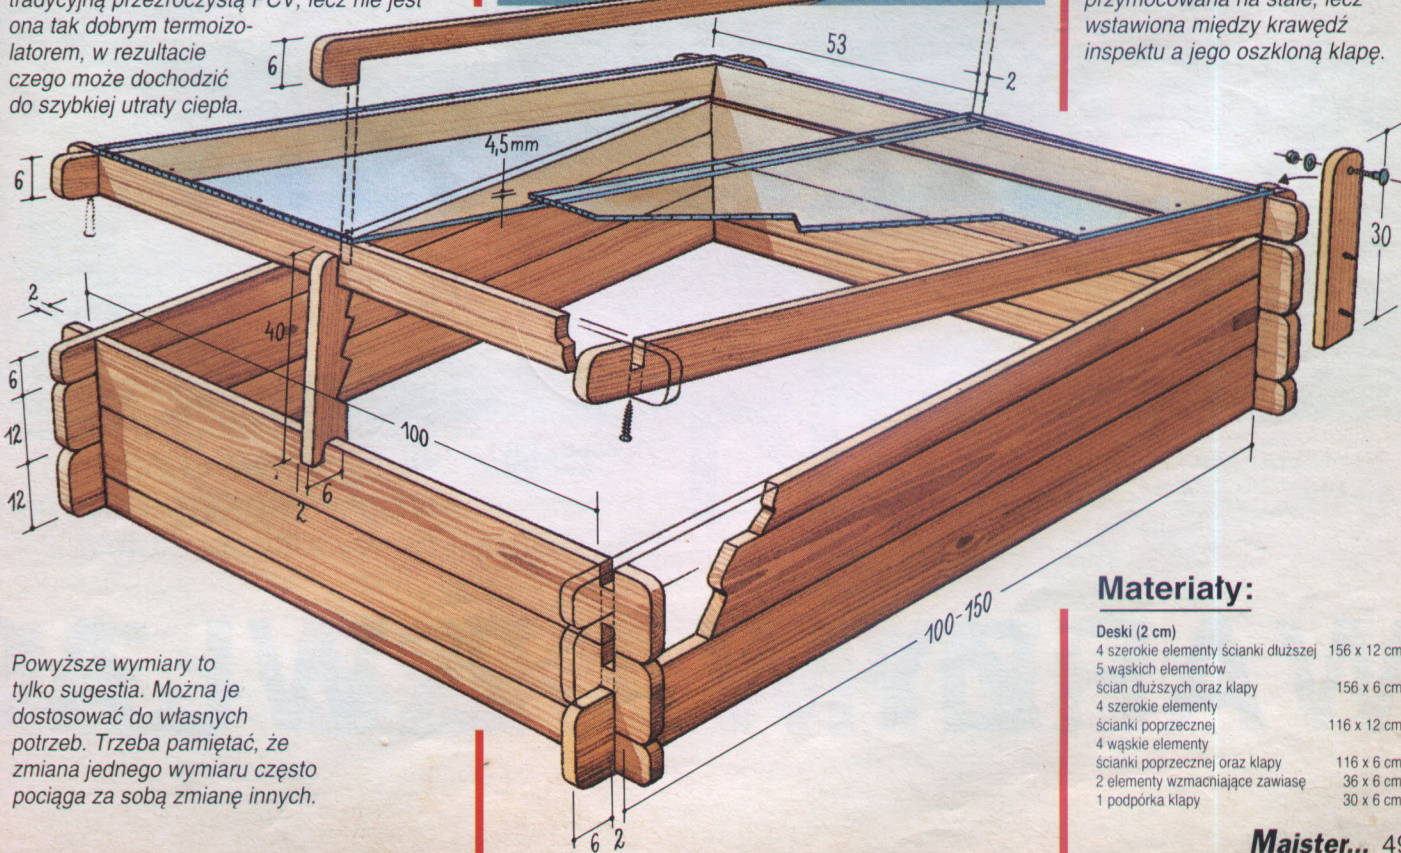 tradycyjną przezroczystą PCV, lecz nie jest
ona tak dobrym termoizo-
latorem, w rezultacie
czego może dochodzić
do szybkiej utraty ciepła.
przymocowana na stałe, lecz
wstawiona między krawędź
inspektu a jego oszkloną klapę.
6
53
2
4,5mm
6
30
2
40
6
12
12
100
6
2
100-150
6 2
Powyższe wymiary to
tylko sugestia. Można je
dostosować do własnych
potrzeb. Trzeba pamiętać, że
zmiana jednego wymiaru często
pociąga za sobą zmianę innych.
Materiały:
Deski (2 cm)
4 szerokie elementy ścianki dłuższej 156 x 12 cm
5 wąskich elementów
ścian dłuższych oraz klapy 156 x 6 cm
4 szerokie elementy
ścianki poprzecznej 116 x 12 cm
4 wąskie elementy
ścianki poprzecznej oraz klapy 116 x 6 cm
2 elementy wzmacniające zawiasę 36 x 6 cm
1 podpórka klapy 30 x 6 cm
Majster... 49